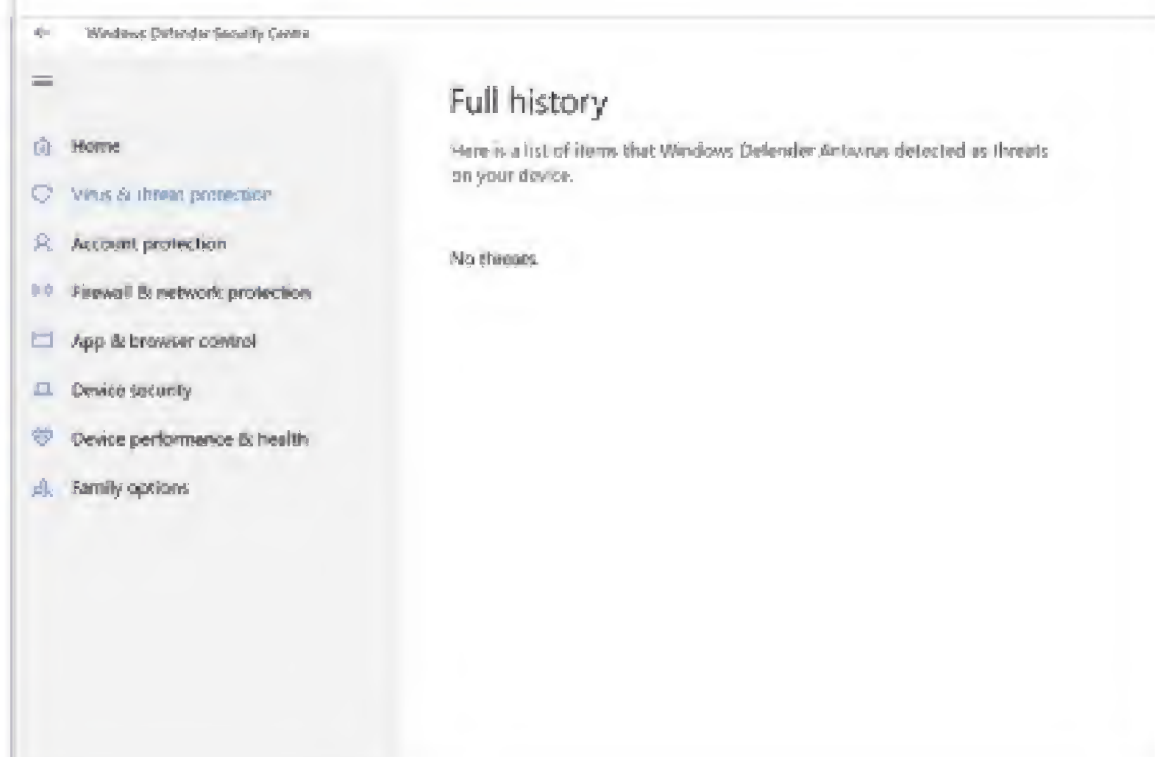 Windows Defender Security Centre
Full history
Here is a list of items that Windows Defender Antivirus detected as threats
on your device.
No threats.
Home
Virus & threat protection
Account protection
Firewall & network protection
App & browser control
Device security
Device performance & health
Family options